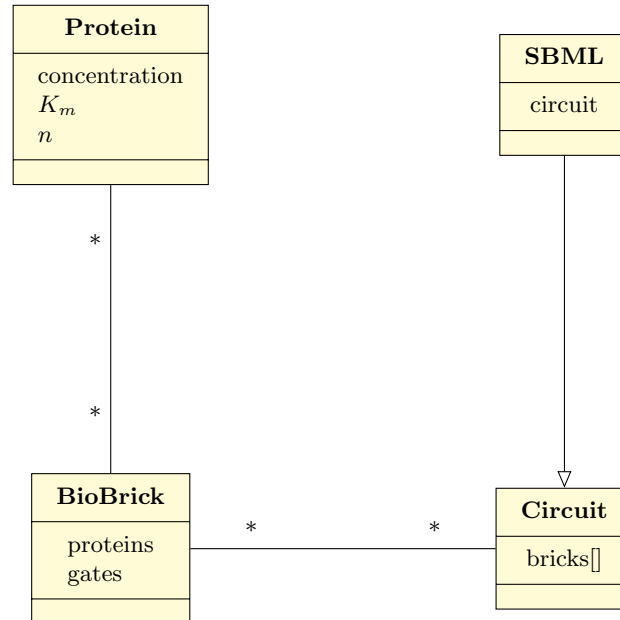 Protein
concentration
K_m
n
SBML
circuit
*
*
BioBrick
proteins
gates
*
*
Circuit
bricks[]